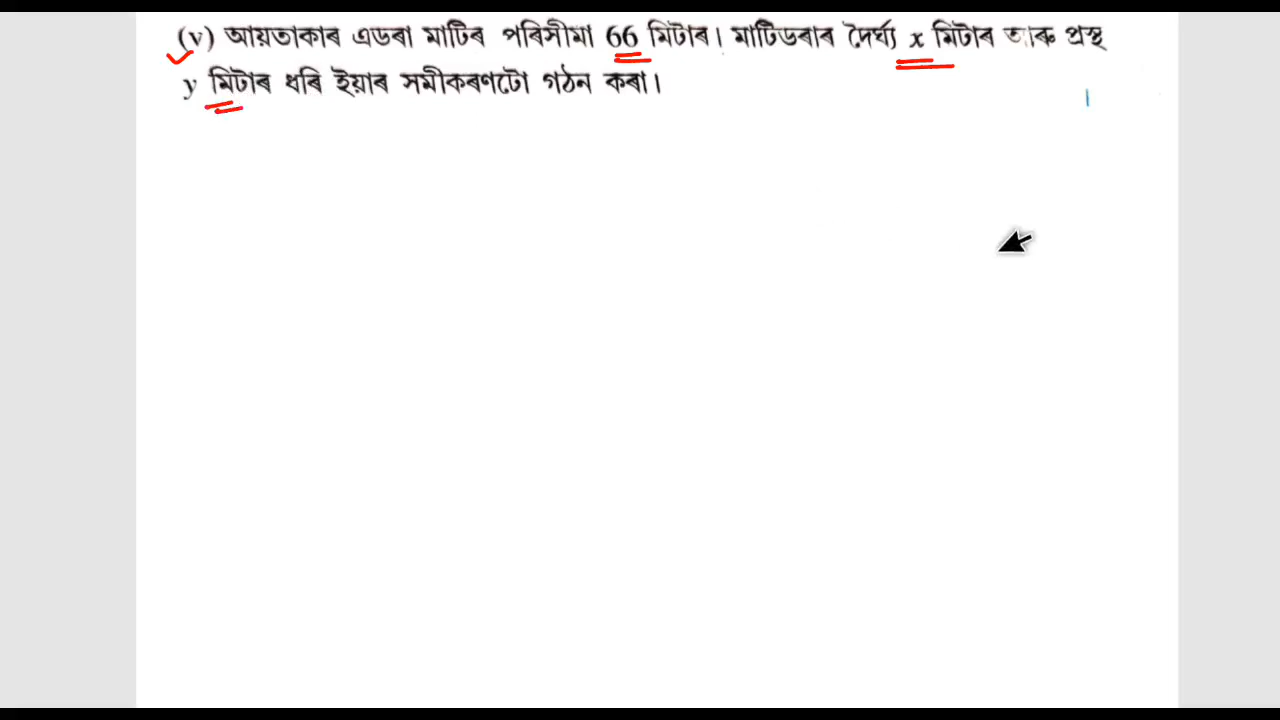 (v) আয়তাকাৰ এডৰা মাটিৰ পৰিসীমা 66 মিটাৰ। মাটিডৰাৰ দৈৰ্ঘ্য x মিটাৰ আৰু প্ৰস্থ
y মিটাৰ ধৰি ইয়াৰ সমীকৰণটো গঠন কৰা।